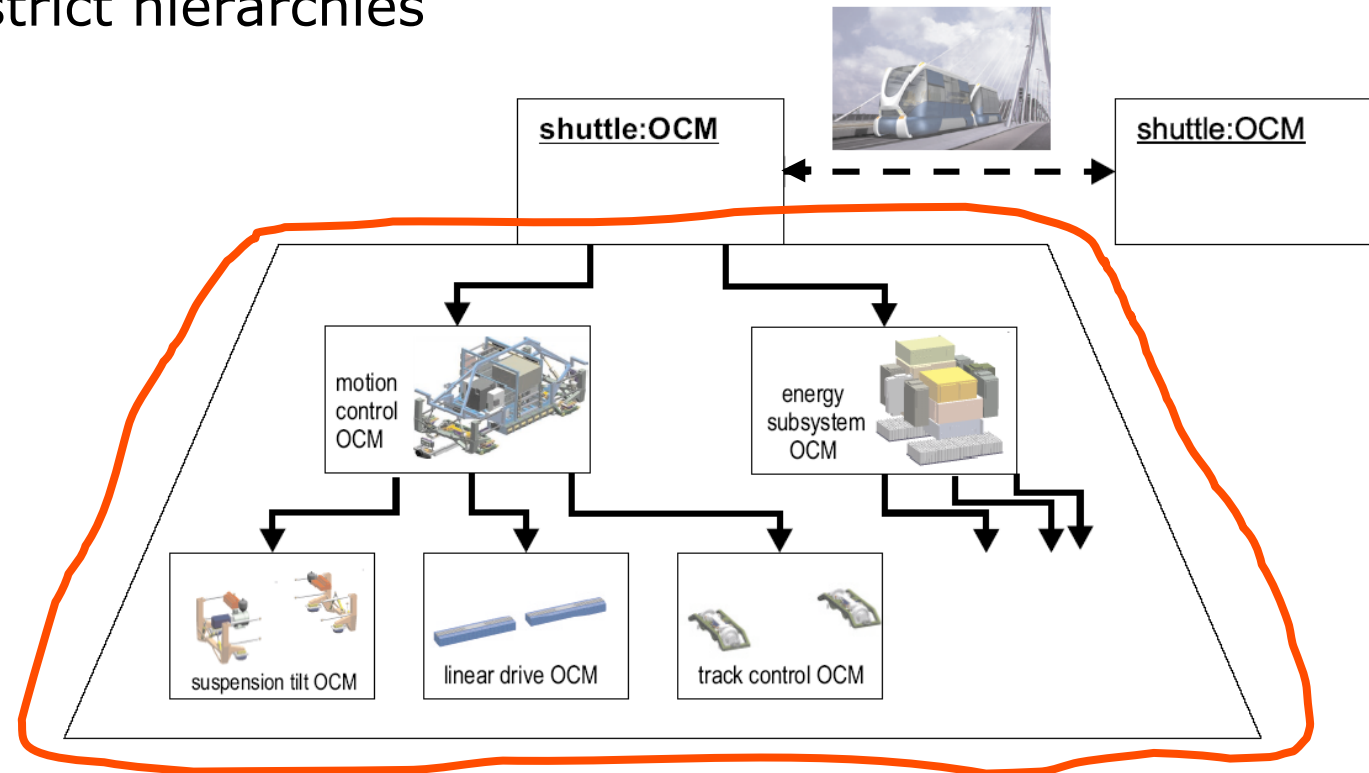 strict hierarchies
shuttle:OCM
shuttle:OCM
motion
control
OCM
energy
subsystem
OCM
suspension tilt OCM
linear drive OCM
track control OCM